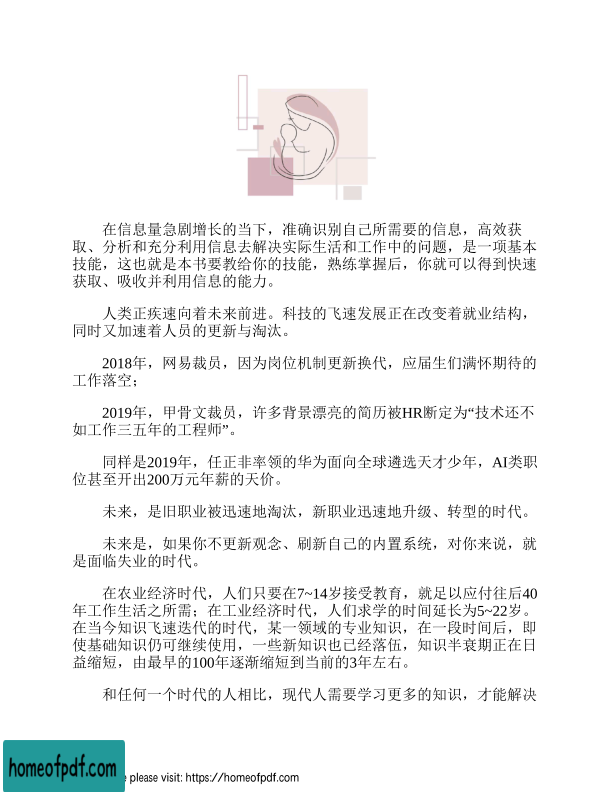 在信息量急剧增长的当下，准确识别自己所需要的信息，高效获
取、分析和充分利用信息去解决实际生活和工作中的问题，是一项基本
技能，这也就是本书要教给你的技能，熟练掌握后，你就可以得到快速
获取、吸收并利用信息的能力。
人类正疾速向着未来前进。科技的飞速发展正在改变着就业结构，
同时又加速着人员的更新与淘汰。
2018年，网易裁员，因为岗位机制更新换代，应届生们满怀期待的
工作落空；
2019年，甲骨文裁员，许多背景漂亮的简历被HR断定为“技术还不
如工作三五年的工程师”。
同样是2019年，任正非率领的华为面向全球遴选天才少年，AI类职
位甚至开出200万元年薪的天价。
未来，是旧职业被迅速地淘汰，新职业迅速地升级、转型的时代。
未来是，如果你不更新观念、刷新自己的内置系统，对你来说，就
是面临失业的时代。
在农业经济时代，人们只要在7~14岁接受教育，就足以应付往后40
年工作生活之所需；在工业经济时代，人们求学的时间延长为5~22岁。
在当今知识飞速迭代的时代，某一领域的专业知识，在一段时间后，即
使基础知识仍可继续使用，一些新知识也已经落伍，知识半衰期正在日
益缩短，由最早的100年逐渐缩短到当前的3年左右。
和任何一个时代的人相比，现代人需要学习更多的知识，才能解决
homeofpdf.com
e please visit: https://homeofpdf.com